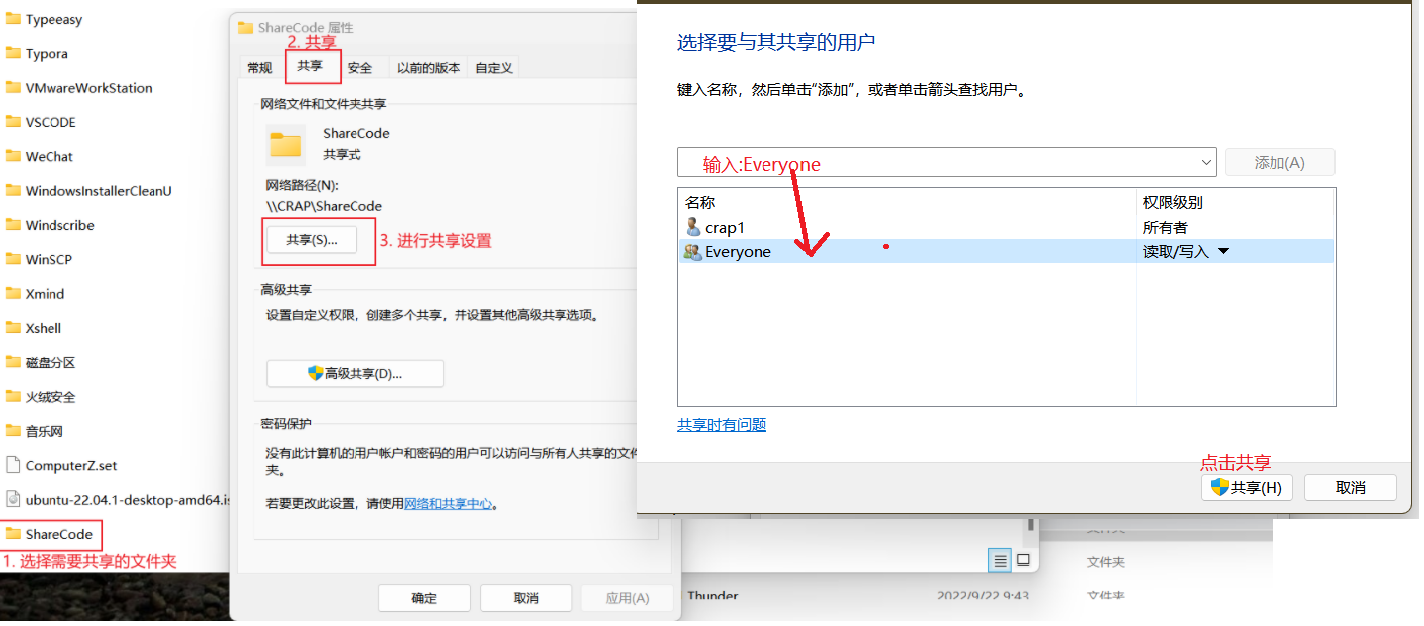 Typeeasy
Typora
VMwareWorkStation
VSCODE
WeChat
WindowsInstallerCleanU
Windscribe
WinSCP
Xmind
Xshell
磁盘分区
火绒安全
音乐网
ComputerZ.set
ubuntu-22.04.1-desktop-amd64.is
ShareCode
1. 选择需要共享的文件夹
ShareCode 属性
2. 共享
常规 共享 安全 以前的版本 自定义
网络文件和文件夹共享
ShareCode
共享式
网络路径(N):
\\CRAP\ShareCode
共享(S)...
3. 进行共享设置
高级共享
设置自定义权限，创建多个共享，并设置其他高级共享选项。
高级共享(D)...
密码保护
没有此计算机的用户帐户和密码的用户可以访问与所有人共享的文件
夹。
若要更改此设置，请使用网络和共享中心。
确定 取消 应用(A)
选择要与其共享的用户
键入名称，然后单击“添加”，或者单击箭头查找用户。
输入:Everyone
添加(A)
名称 权限级别
crap1 所有者
Everyone 读取/写入
共享时有问题
点击共享
共享(H) 取消
文件夹
文件夹
Thunder 2022/9/22 9:43 文件夹